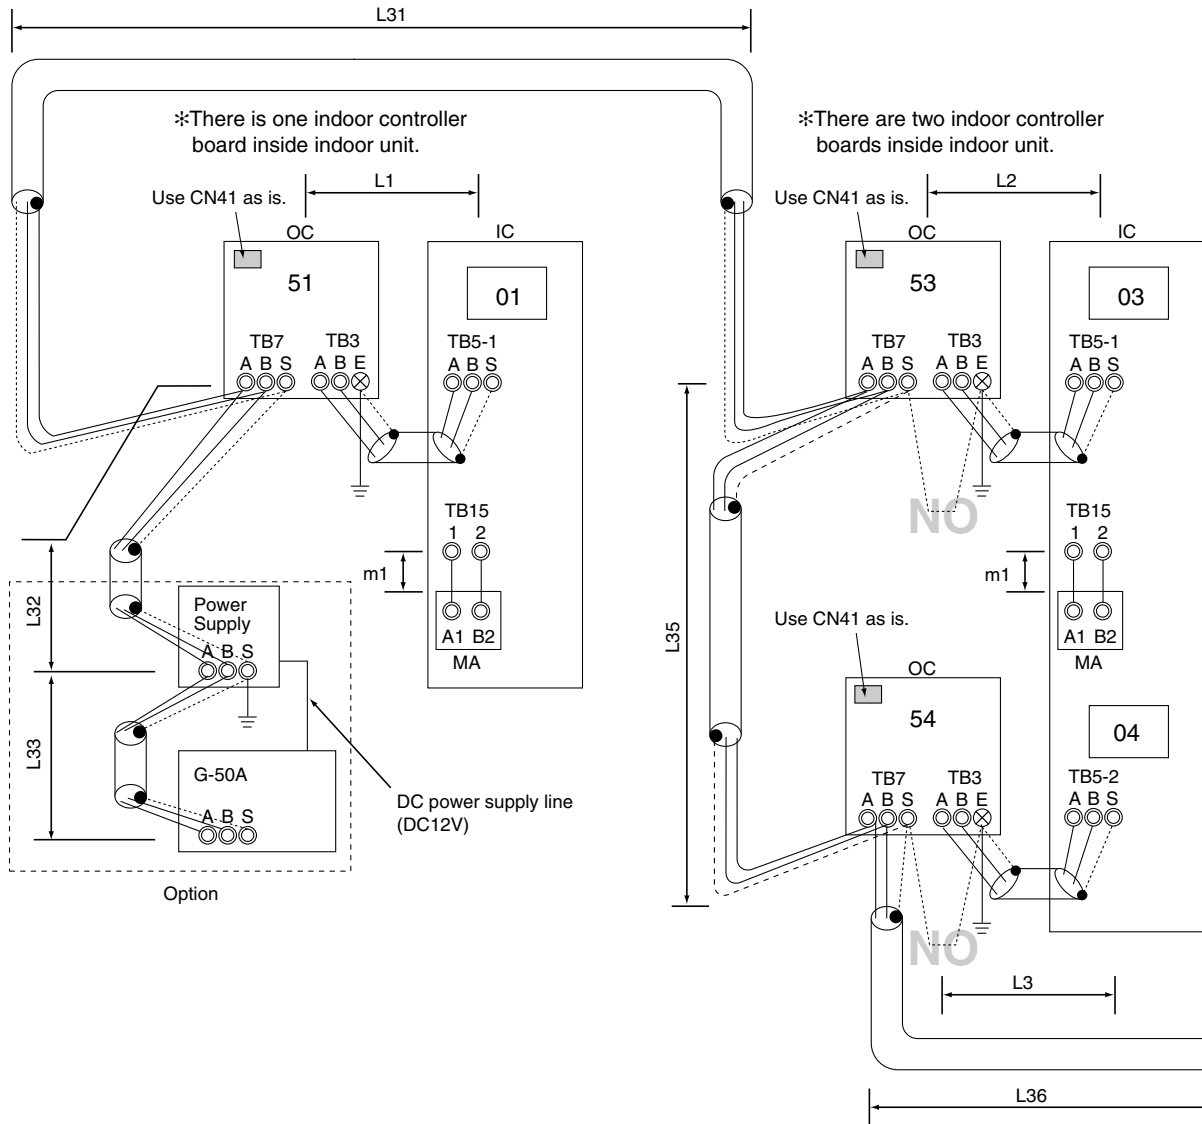 L31
✻There is one indoor controller
board inside indoor unit.
✻There are two indoor controller
boards inside indoor unit.
L1
L2
Use CN41 as is.
Use CN41 as is.
OC
IC
OC
IC
51
01
53
03
TB7
TB3
TB5-1
TB7
TB3
TB5-1
A B S
A B E
A B S
A B S
A B E
A B S
NO
TB15
1 2
TB15
1 2
m1
m1
A1 B2
MA
A1 B2
MA
L32
Power
Supply
A B S
L35
Use CN41 as is.
OC
54
04
L33
G-50A
A B S
DC power supply line
(DC12V)
TB7
TB3
TB5-2
A B S
A B E
A B S
Option
NO
L3
L36